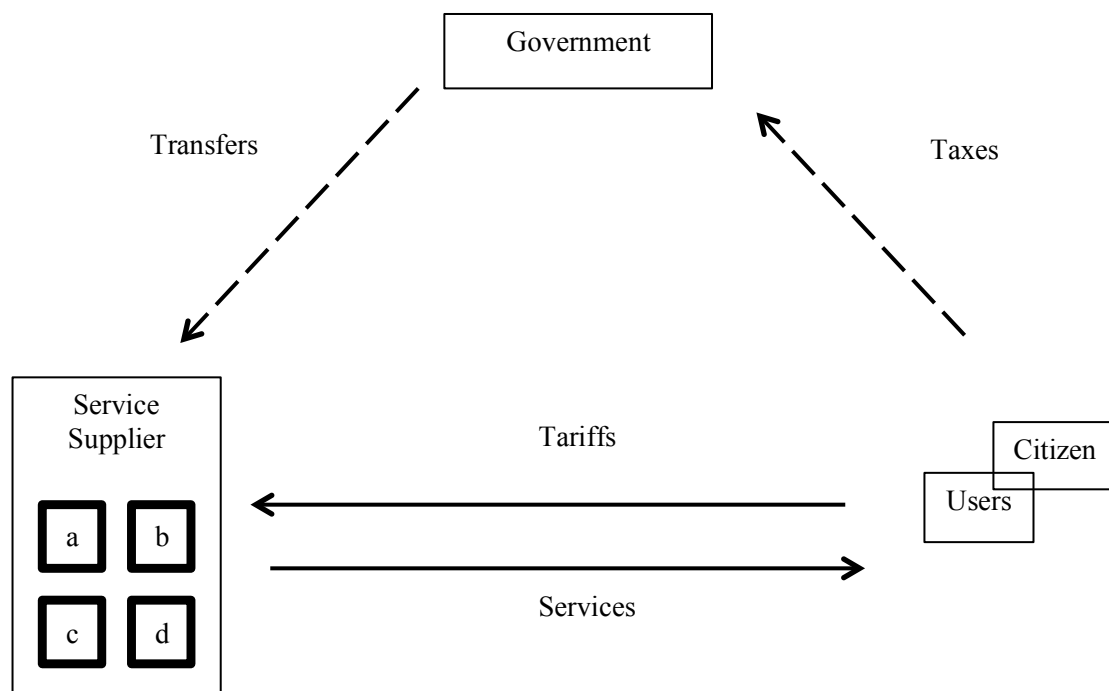 Government
Transfers
Taxes
Service
Supplier
Tariffs
Citizen
Users
a b
Services
c d